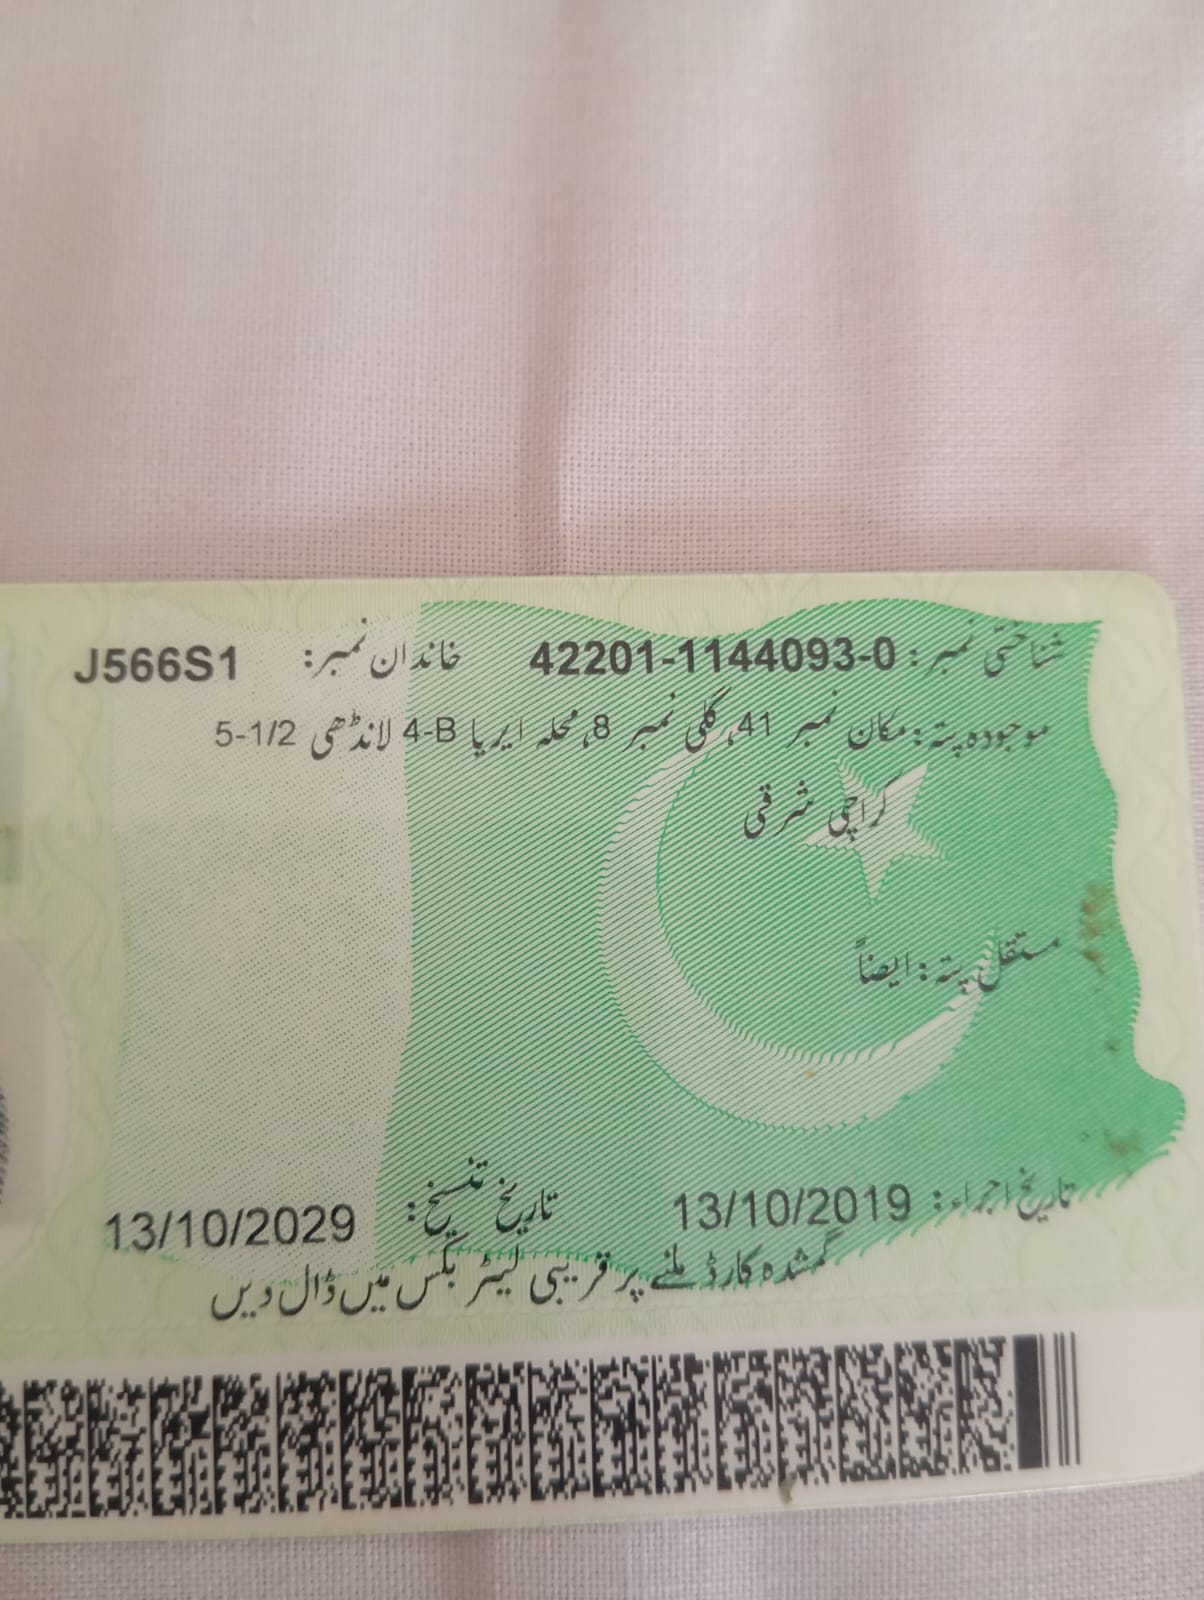 شناختی نمبر: 42201-1144093-0 خاندان نمبر: J566S1
موجودہ پتہ: مکان نمبر 41، گلی نمبر 8، محلہ ایریا 4-B لانڈھی 5-1/2
کراچی شرقی
مستقل پتہ: ایضاً
تاریخ اجراء: 13/10/2019 تاریخ تنسیخ: 13/10/2029
گمشدہ کارڈ ملنے پر قریبی لیٹر بکس میں ڈال دیں